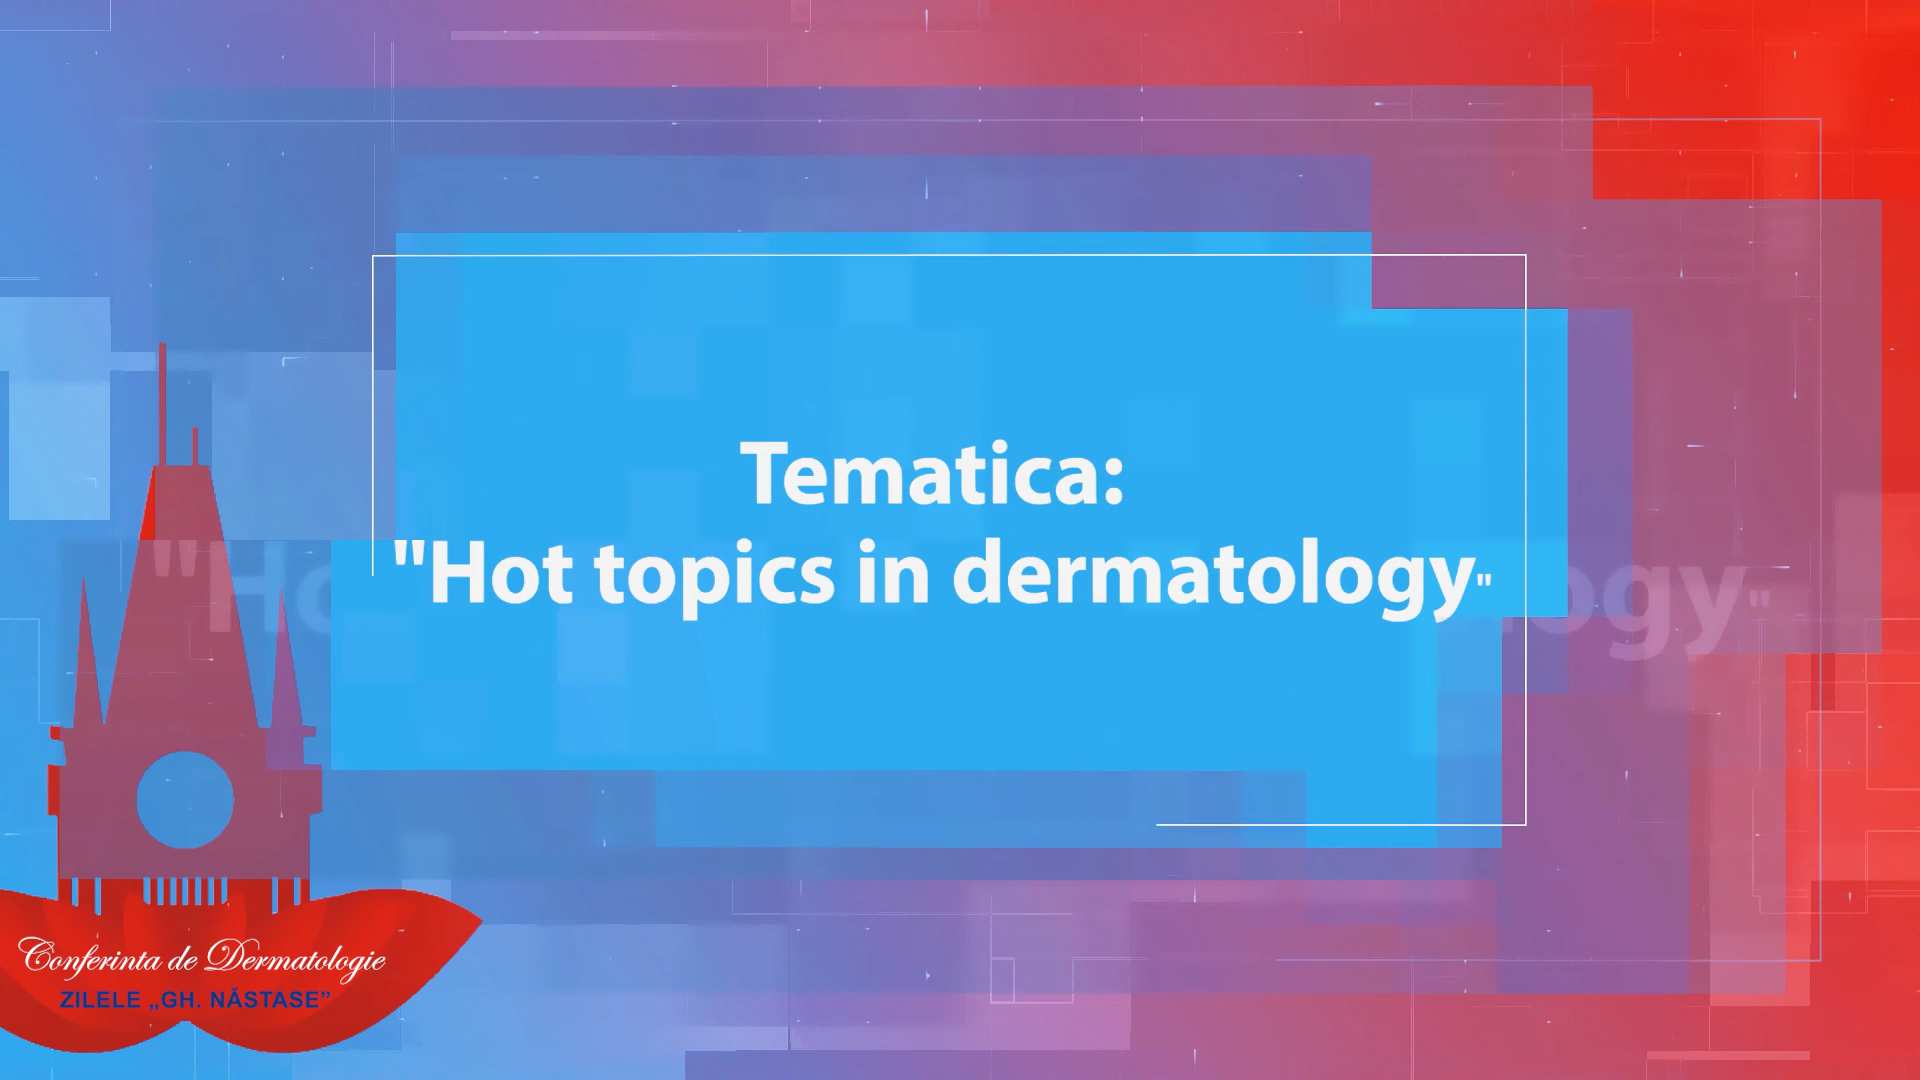 Tematica:
"Hot topics in dermatology"
Conferinta de Dermatologie
ZILELE „GH. NĂSTASE”